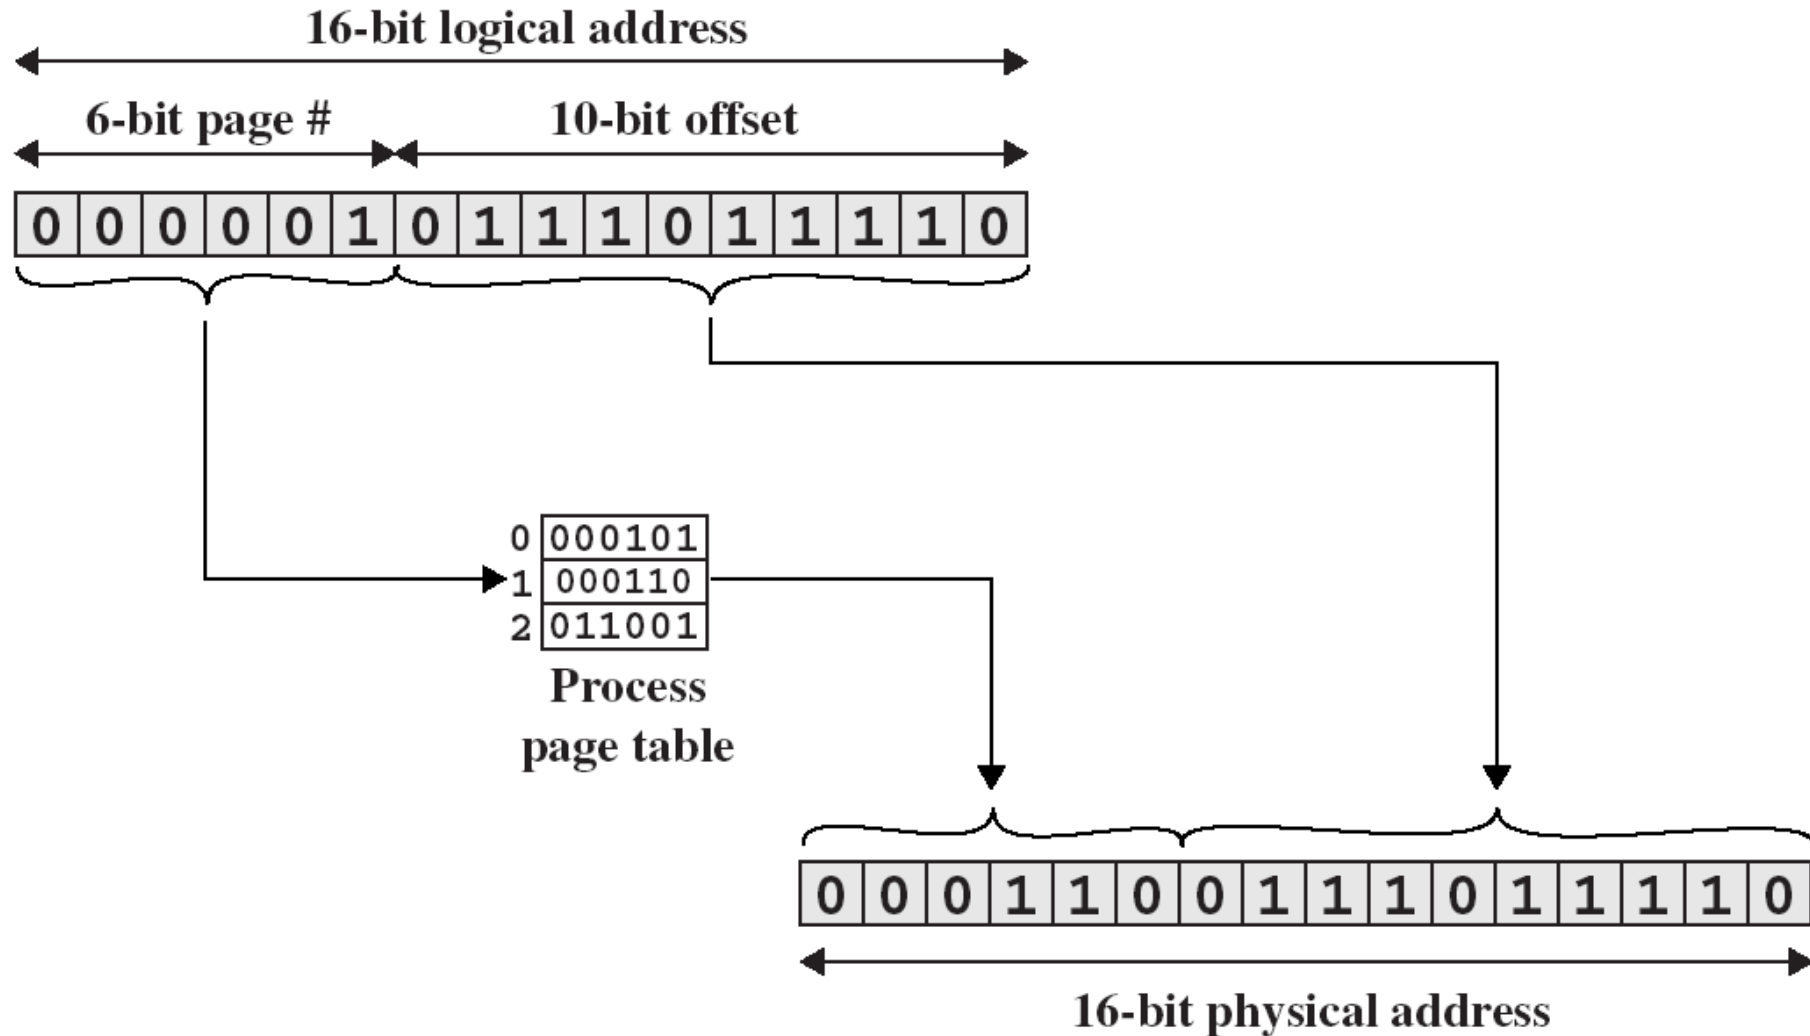 16-bit logical address
6-bit page # 10-bit offset
0 0 0 0 0 1 0 1 1 1 0 1 1 1 1 0
0 000101
1 000110
2 011001
Process
page table
0 0 0 1 1 0 0 1 1 1 0 1 1 1 1 0
16-bit physical address